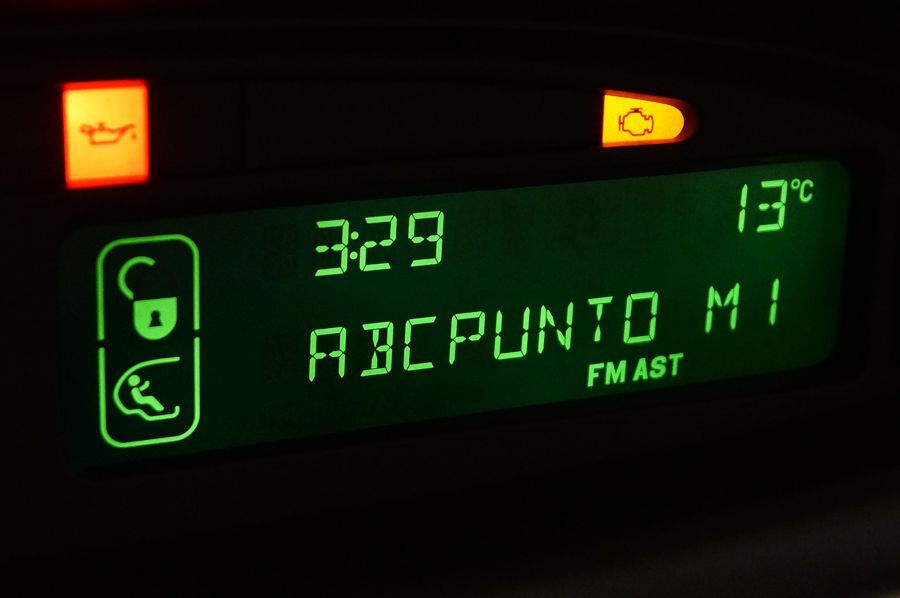 3:29 13°C
ABCPUNTO M1
FM AST